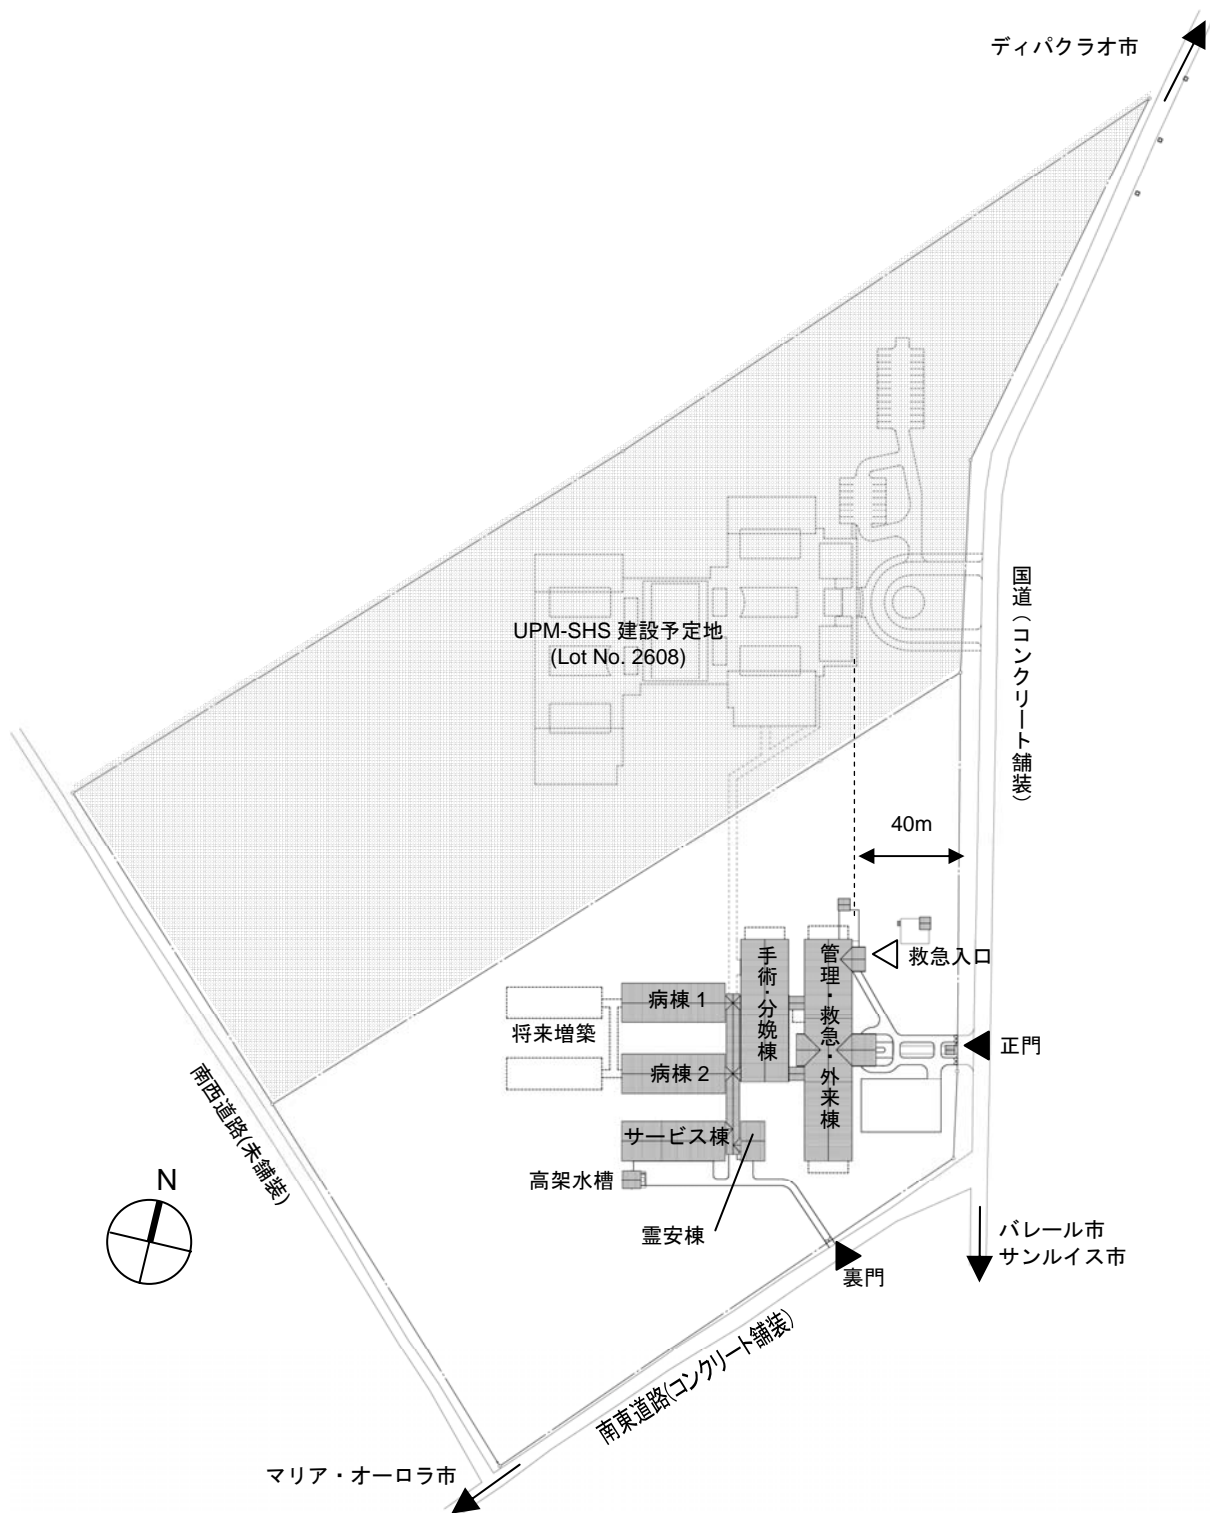 ディパクラオ市
国道（コンクリート舗装）
UPM-SHS 建設予定地
(Lot No. 2608)
40m
救急入口
手術・分娩棟
管理・救急・外来棟
病棟 1
将来増築
正門
病棟 2
南西道路(未舗装)
サービス棟
高架水槽
N
霊安棟
バレール市
サンルイス市
裏門
南東道路(コンクリート舗装)
マリア・オーロラ市